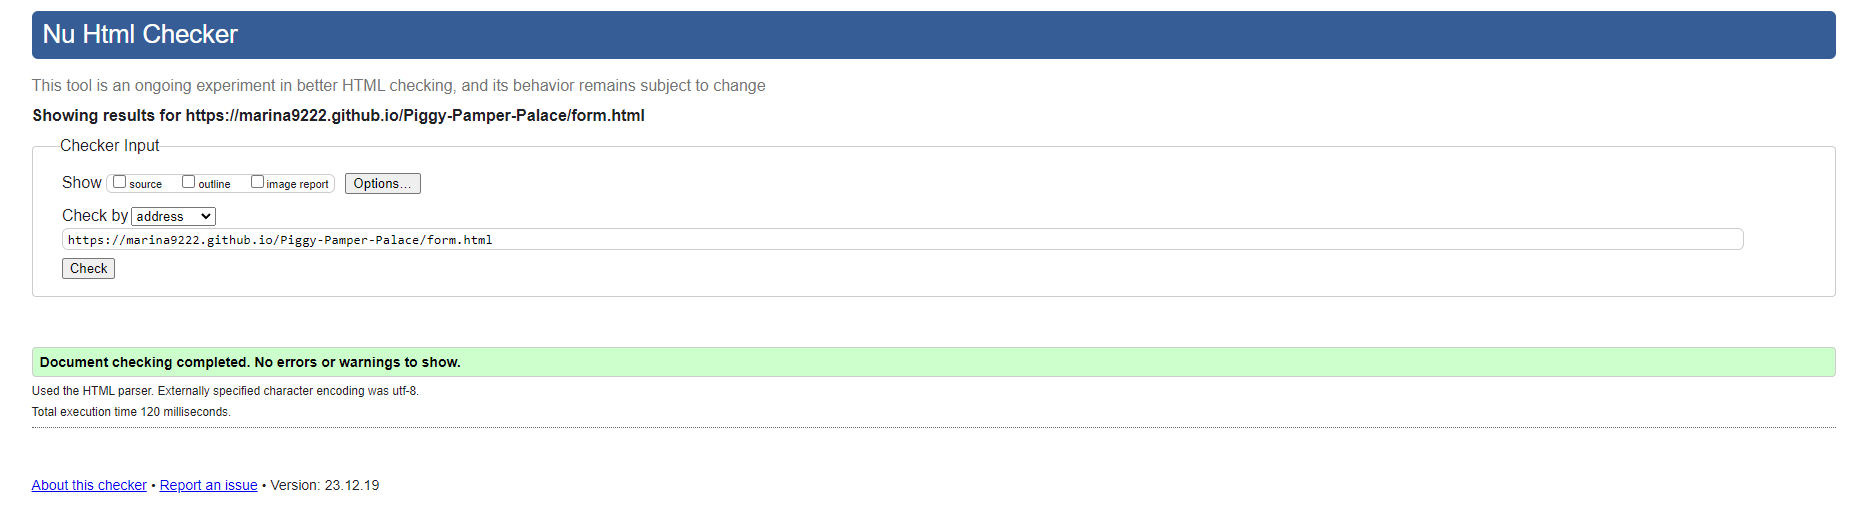 Nu Html Checker
This tool is an ongoing experiment in better HTML checking, and its behavior remains subject to change
Showing results for https://marina9222.github.io/Piggy-Pamper-Palace/form.html
Checker Input
Show source outline image report Options...
Check by address
https://marina9222.github.io/Piggy-Pamper-Palace/form.html
Check
Document checking completed. No errors or warnings to show.
Used the HTML parser. Externally specified character encoding was utf-8.
Total execution time 120 milliseconds.
About this checker • Report an issue • Version: 23.12.19